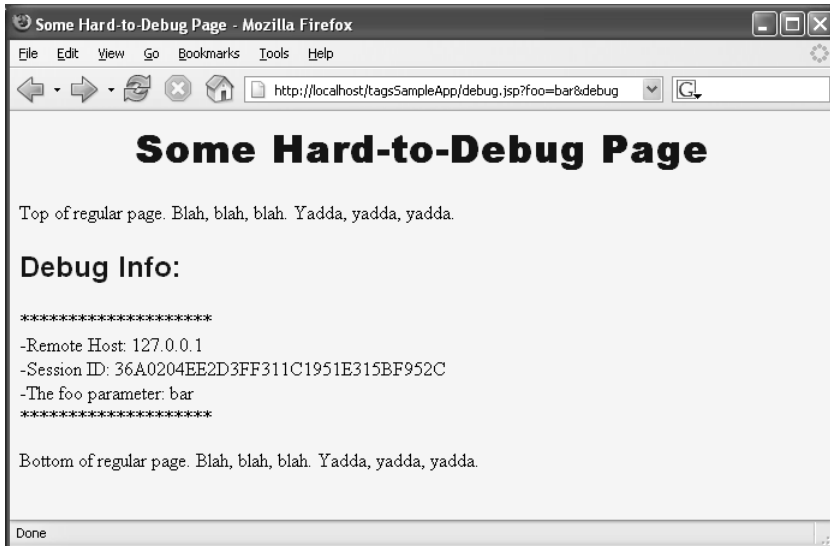 Some Hard-to-Debug Page - Mozilla Firefox
File Edit View Go Bookmarks Tools Help
http://localhost/tagsSampleApp/debug.jsp?foo=bar&debug G
Some Hard-to-Debug Page
Top of regular page. Blah, blah, blah. Yadda, yadda, yadda.
Debug Info:
********************
-Remote Host: 127.0.0.1
-Session ID: 36A0204EE2D3FF311C1951E315BF952C
-The foo parameter: bar
********************
Bottom of regular page. Blah, blah, blah. Yadda, yadda, yadda.
Done